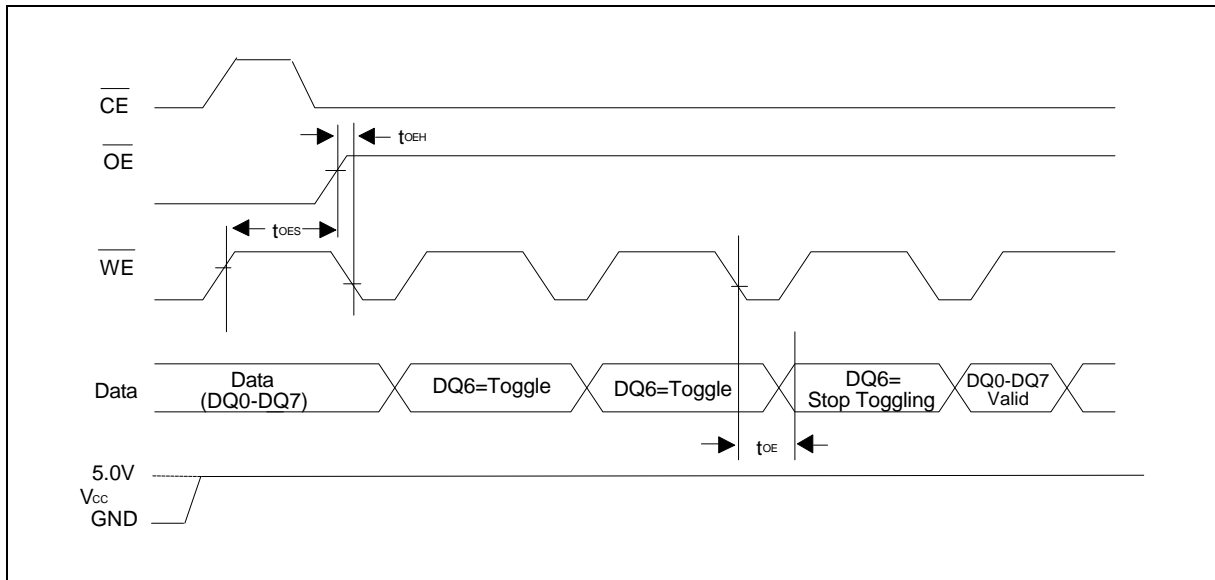 CE
tOEH
OE
tOES
WE
Data
Data
(DQ0-DQ7)
DQ6=Toggle
DQ6=Toggle
DQ6=
Stop Toggling
DQ0-DQ7
Valid
tOE
5.0V
VCC
GND